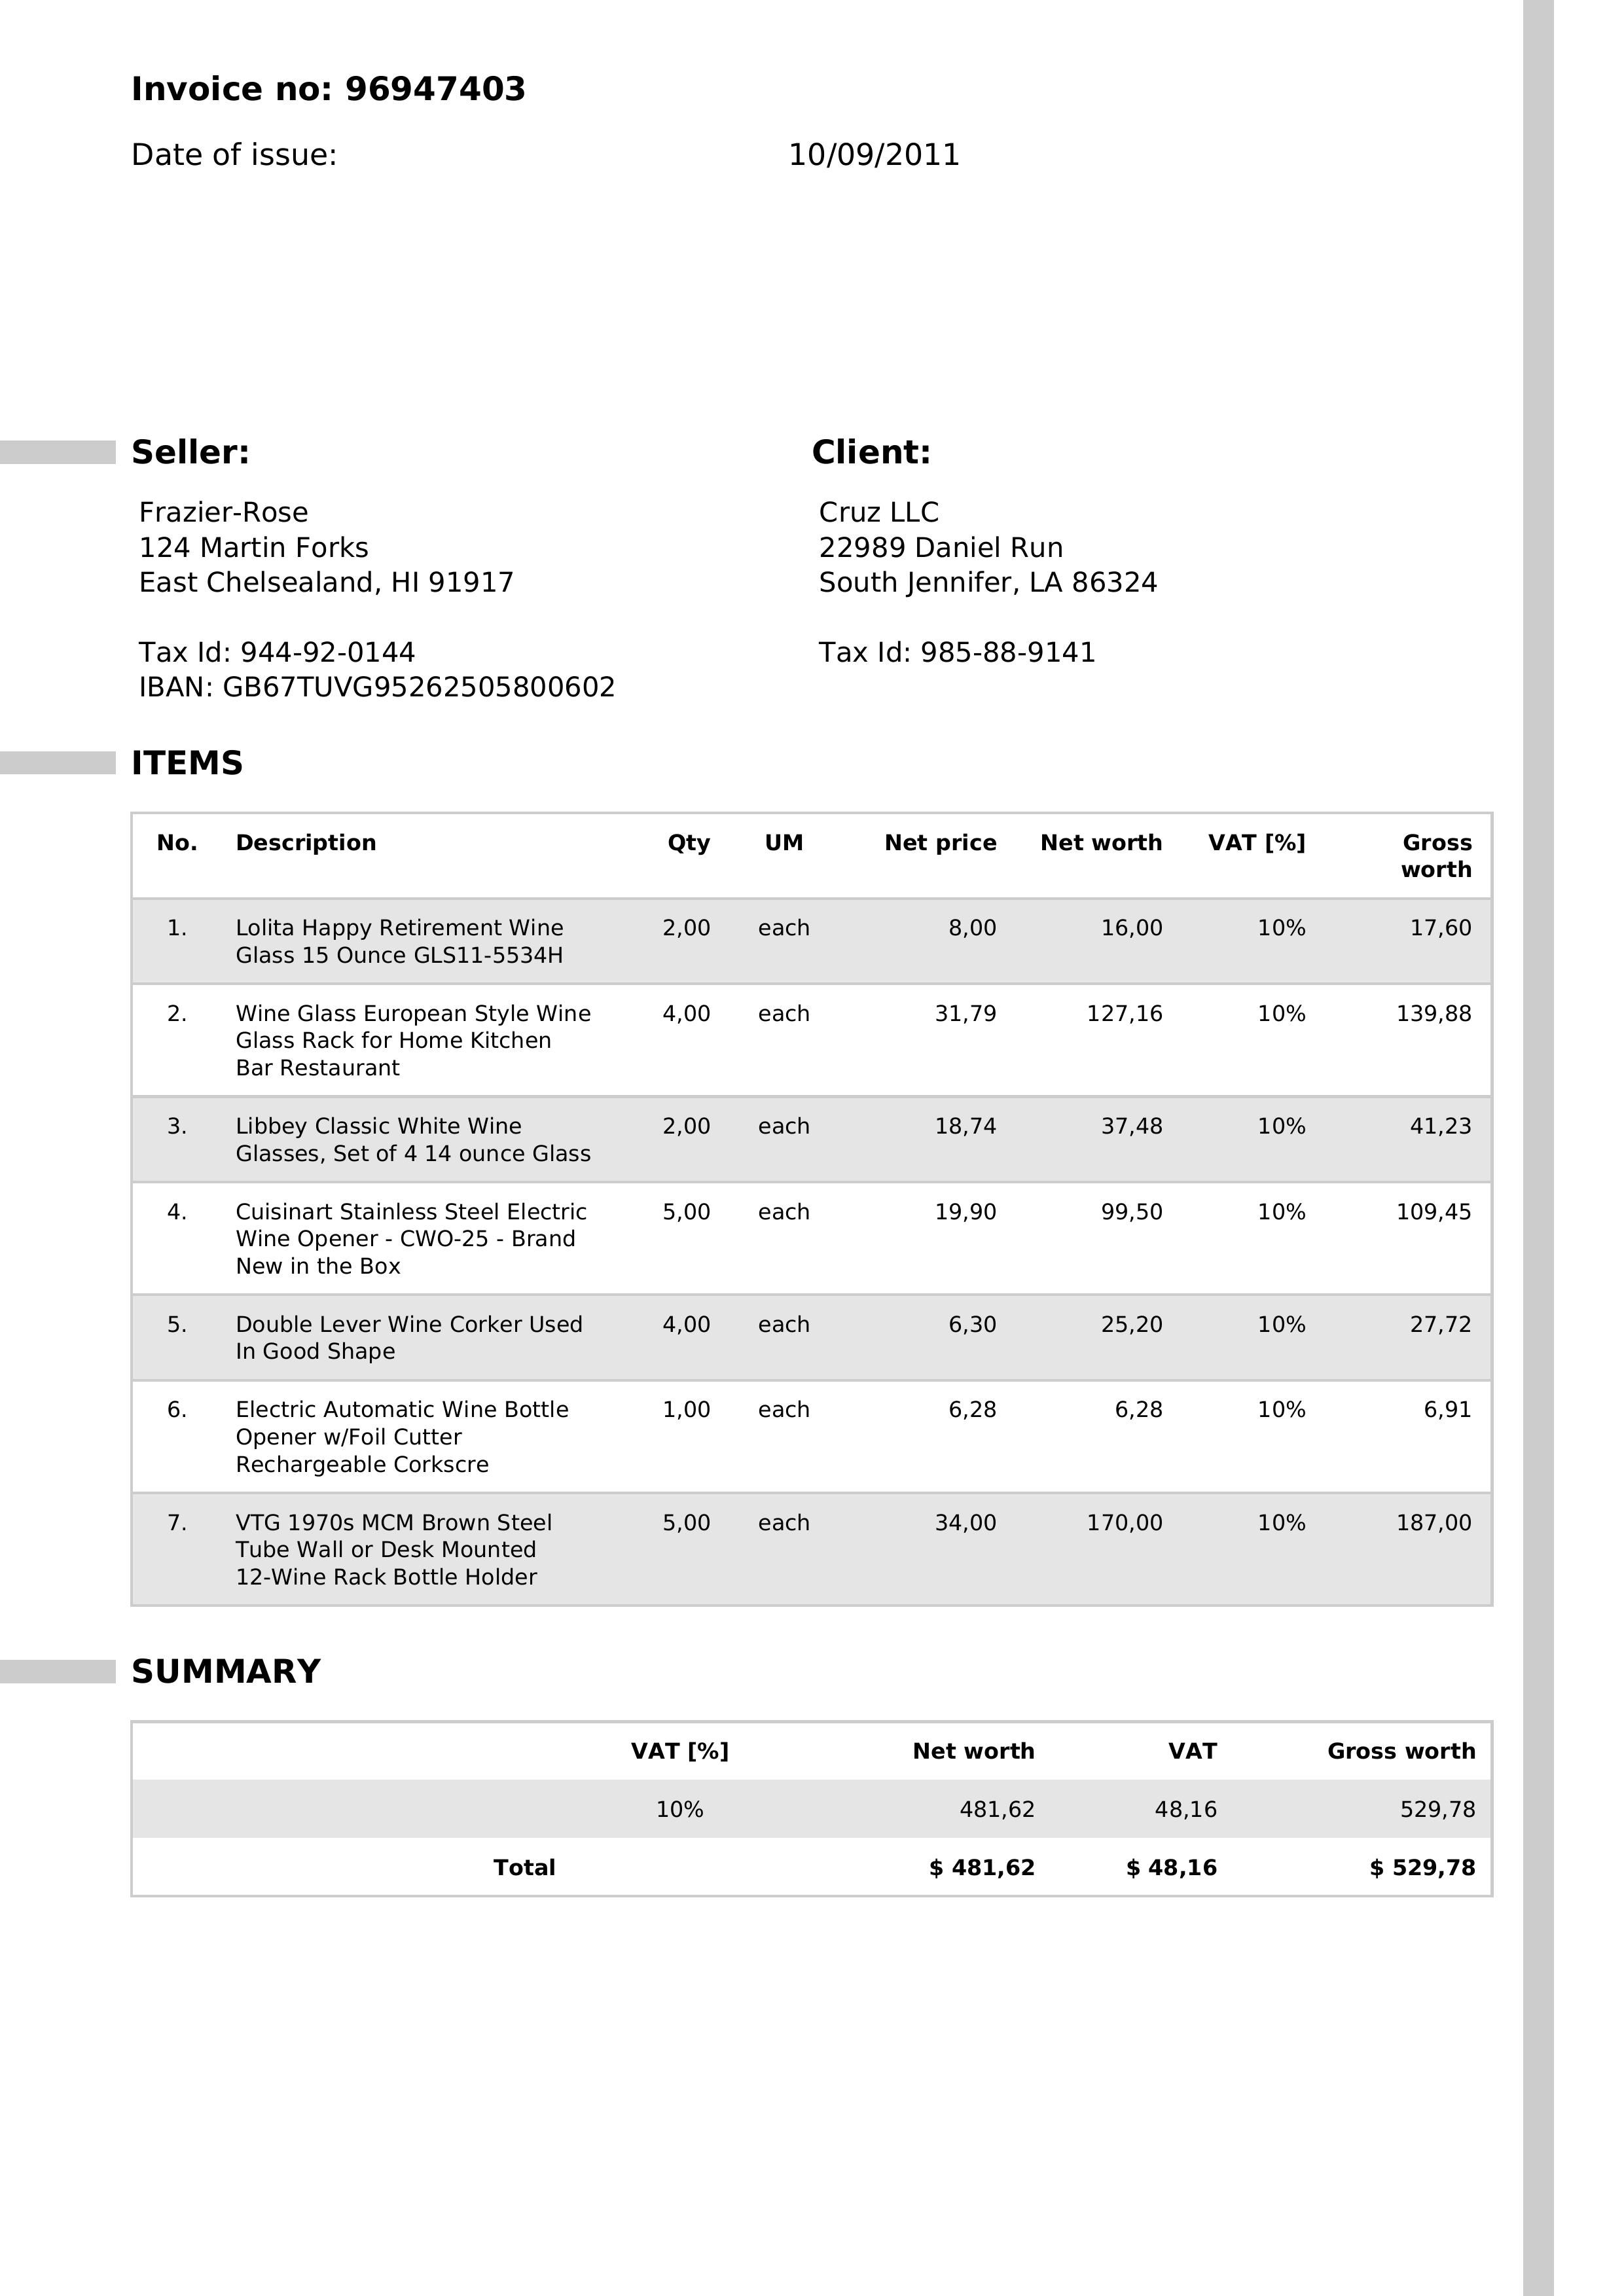 Invoice no: 96947403
Date of issue: 10/09/2011
Seller:
Frazier-Rose
124 Martin Forks
East Chelsealand, HI 91917
Tax Id: 944-92-0144
IBAN: GB67TUVG95262505800602
Client:
Cruz LLC
22989 Daniel Run
South Jennifer, LA 86324
Tax Id: 985-88-9141
ITEMS
No. Description Qty UM Net price Net worth VAT [%] Gross
worth
1. Lolita Happy Retirement Wine 2,00 each 8,00 16,00 10% 17,60
Glass 15 Ounce GLS11-5534H
2. Wine Glass European Style Wine 4,00 each 31,79 127,16 10% 139,88
Glass Rack for Home Kitchen
Bar Restaurant
3. Libbey Classic White Wine 2,00 each 18,74 37,48 10% 41,23
Glasses, Set of 4 14 ounce Glass
4. Cuisinart Stainless Steel Electric 5,00 each 19,90 99,50 10% 109,45
Wine Opener - CWO-25 - Brand
New in the Box
5. Double Lever Wine Corker Used 4,00 each 6,30 25,20 10% 27,72
In Good Shape
6. Electric Automatic Wine Bottle 1,00 each 6,28 6,28 10% 6,91
Opener w/Foil Cutter
Rechargeable Corkscre
7. VTG 1970s MCM Brown Steel 5,00 each 34,00 170,00 10% 187,00
Tube Wall or Desk Mounted
12-Wine Rack Bottle Holder
SUMMARY
VAT [%] Net worth VAT Gross worth
10% 481,62 48,16 529,78
Total $ 481,62 $ 48,16 $ 529,78